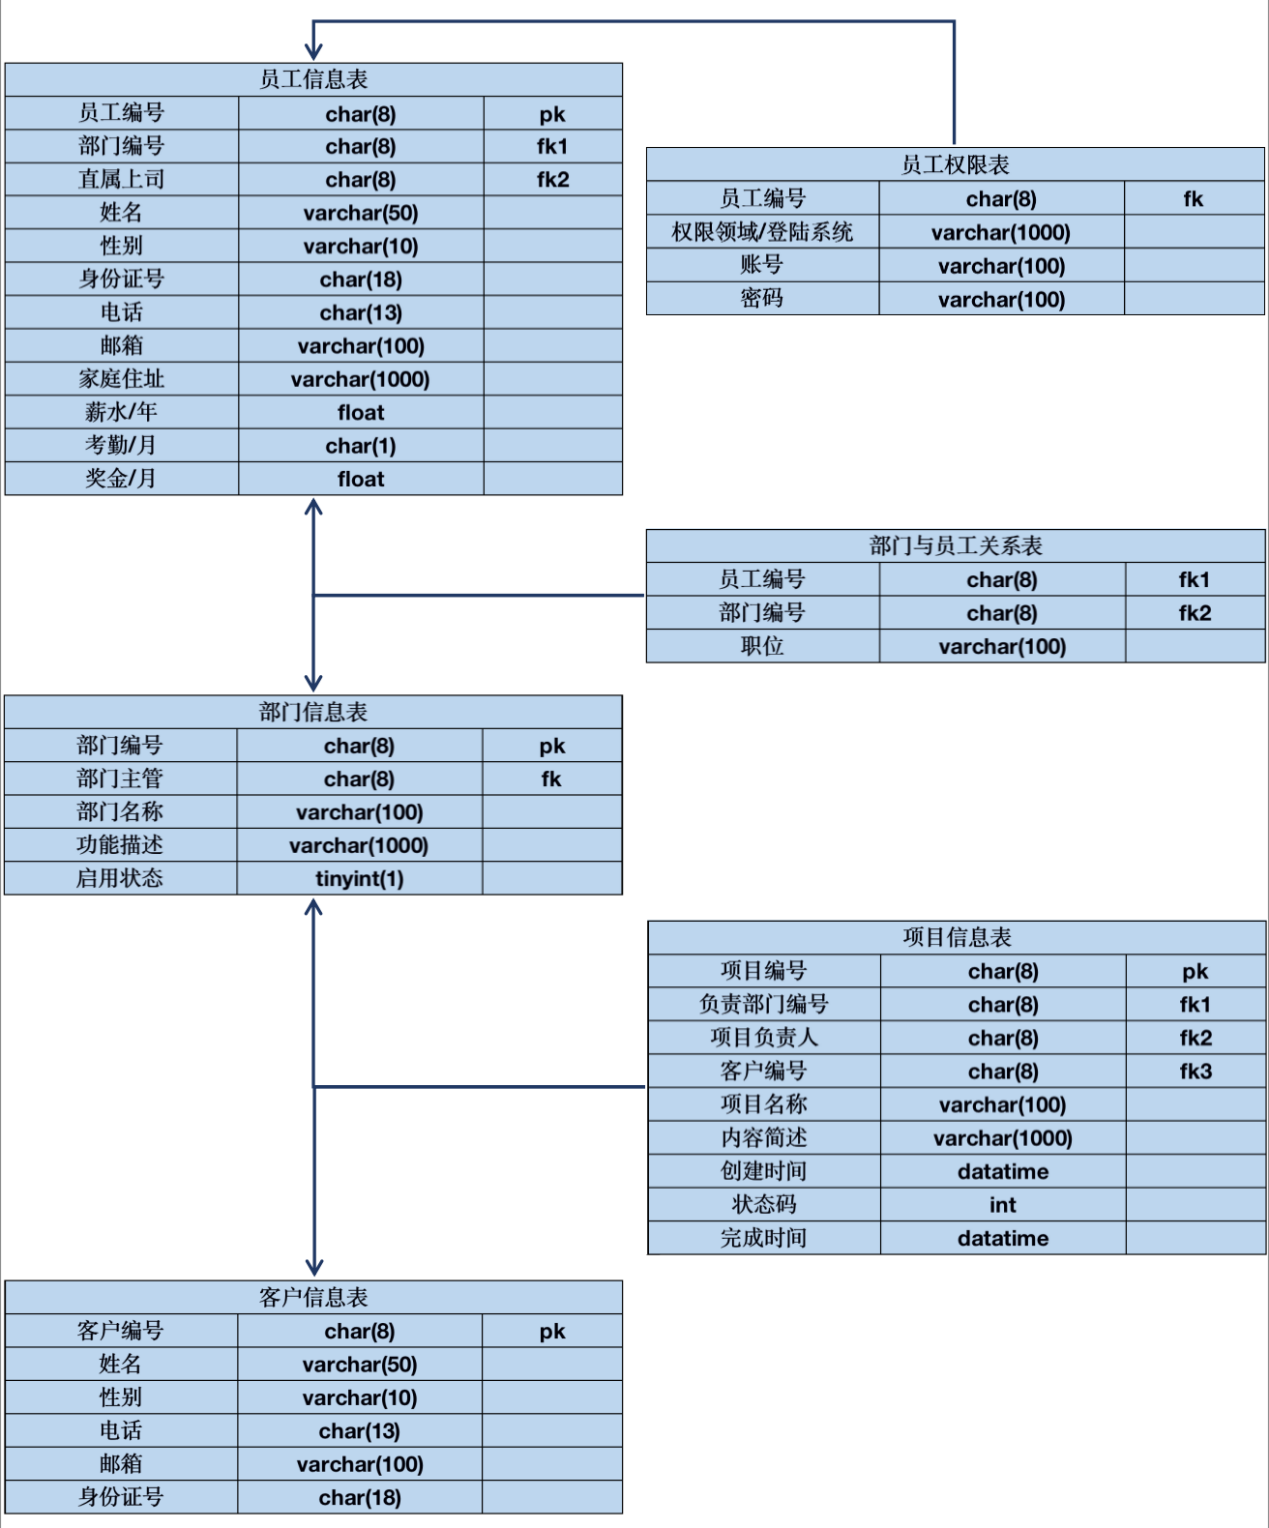 员工信息表
员工编号 char(8) pk
部门编号 char(8) fk1
直属上司 char(8) fk2
姓名 varchar(50)
性别 varchar(10)
身份证号 char(18)
电话 char(13)
邮箱 varchar(100)
家庭住址 varchar(1000)
薪水/年 float
考勤/月 char(1)
奖金/月 float
员工权限表
员工编号 char(8) fk
权限领域/登陆系统 varchar(1000)
账号 varchar(100)
密码 varchar(100)
部门与员工关系表
员工编号 char(8) fk1
部门编号 char(8) fk2
职位 varchar(100)
部门信息表
部门编号 char(8) pk
部门主管 char(8) fk
部门名称 varchar(100)
功能描述 varchar(1000)
启用状态 tinyint(1)
项目信息表
项目编号 char(8) pk
负责部门编号 char(8) fk1
项目负责人 char(8) fk2
客户编号 char(8) fk3
项目名称 varchar(100)
内容简述 varchar(1000)
创建时间 datatime
状态码 int
完成时间 datatime
客户信息表
客户编号 char(8) pk
姓名 varchar(50)
性别 varchar(10)
电话 char(13)
邮箱 varchar(100)
身份证号 char(18)